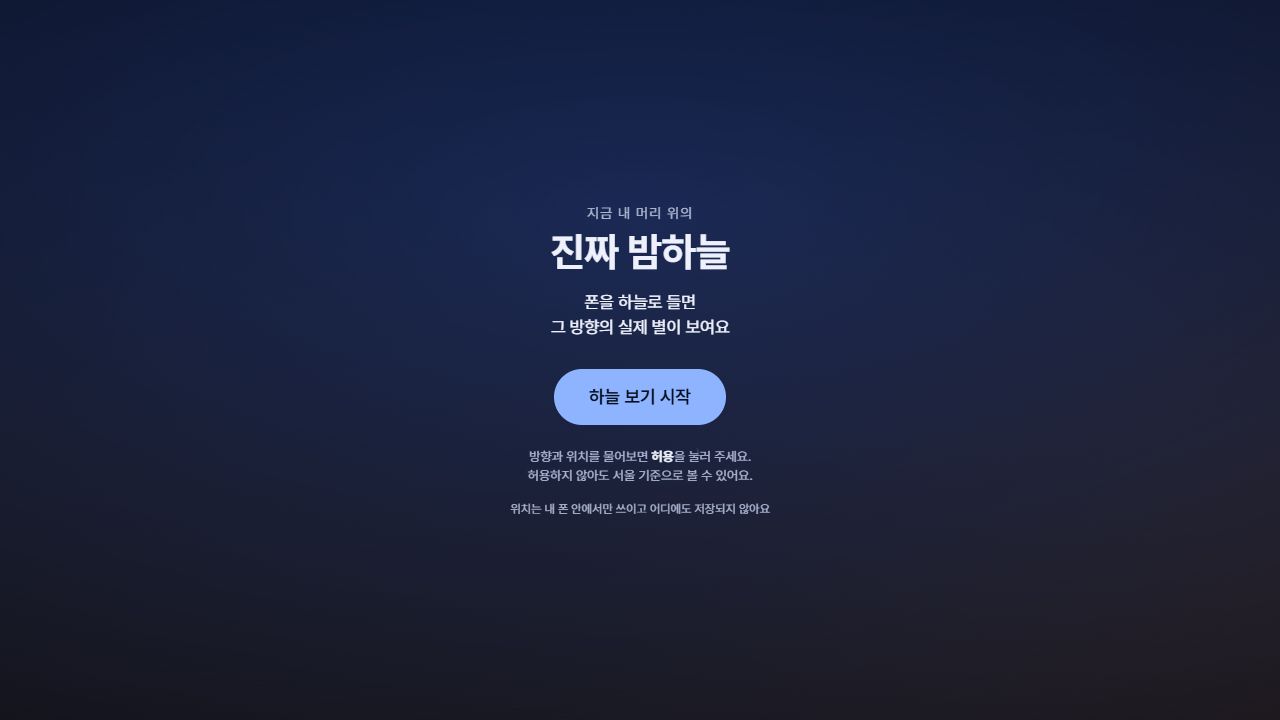 지금 내 머리 위의
진짜 밤하늘
폰을 하늘로 들면
그 방향의 실제 별이 보여요
하늘 보기 시작
방향과 위치를 물어보면 허용을 눌러 주세요.
허용하지 않아도 서울 기준으로 볼 수 있어요.
위치는 내 폰 안에서만 쓰이고 어디에도 저장되지 않아요